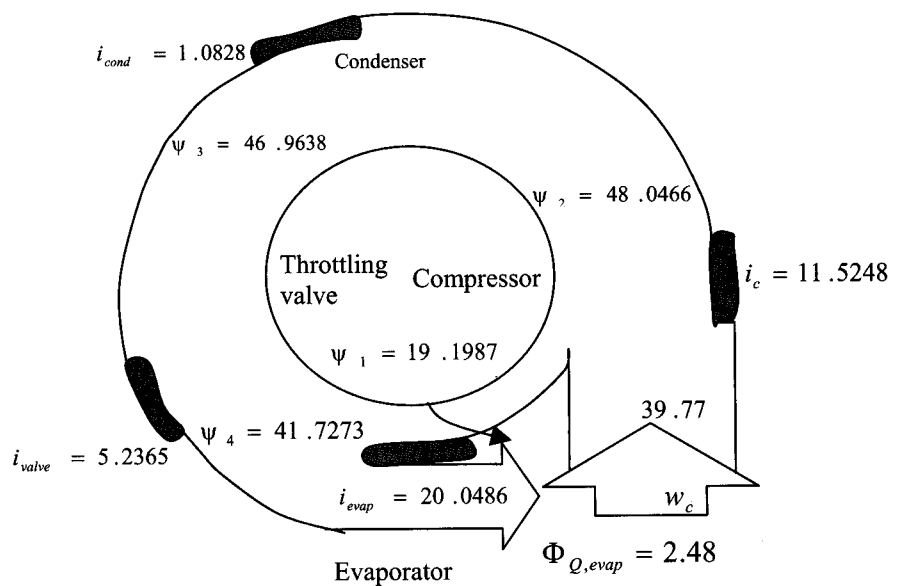 i_cond = 1.0828
Condenser
ψ_3 = 46.9638
ψ_2 = 48.0466
Throttling
valve
Compressor
i_c = 11.5248
ψ_1 = 19.1987
39.77
ψ_4 = 41.7273
i_valve = 5.2365
i_evap = 20.0486
w_c
Φ_Q,evap = 2.48
Evaporator